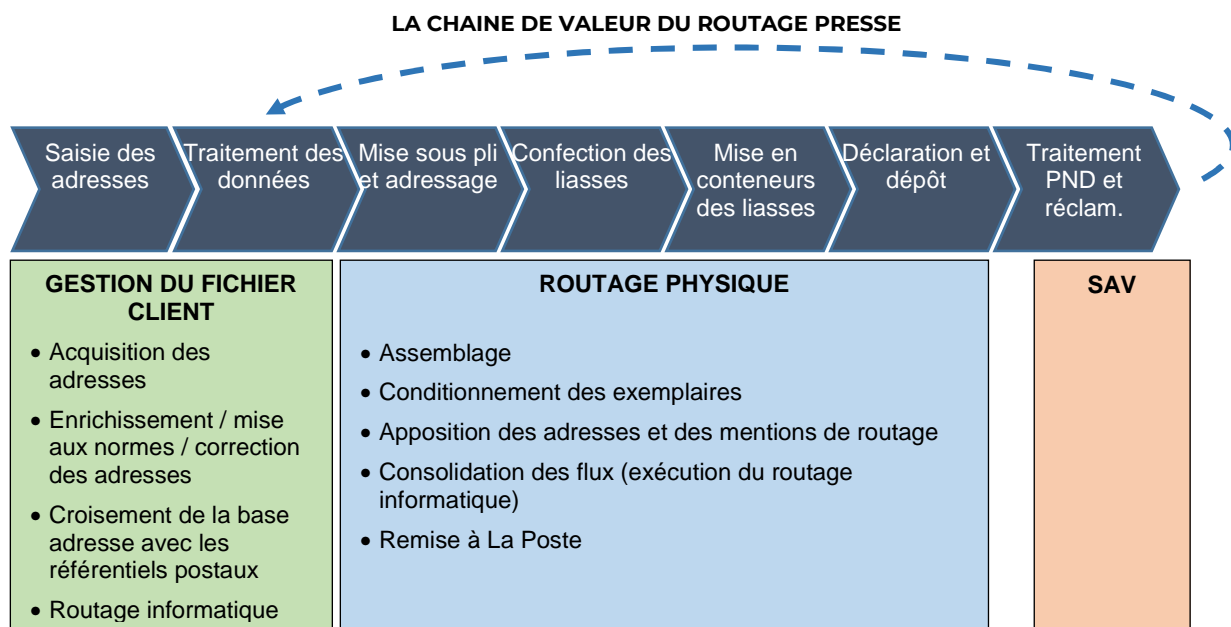 LA CHAINE DE VALEUR DU ROUTAGE PRESSE
Saisie des
adresses
Traitement des
données
Mise sous pli
et adressage
Confection des
liasses
Mise en
conteneurs
des liasses
Déclaration et
dépôt
Traitement
PND et
réclam.
GESTION DU FICHIER
CLIENT
• Acquisition des
adresses
• Enrichissement / mise
aux normes / correction
des adresses
• Croisement de la base
adresse avec les
référentiels postaux
• Routage informatique
ROUTAGE PHYSIQUE
• Assemblage
• Conditionnement des exemplaires
• Apposition des adresses et des mentions de routage
• Consolidation des flux (exécution du routage
informatique)
• Remise à La Poste
SAV